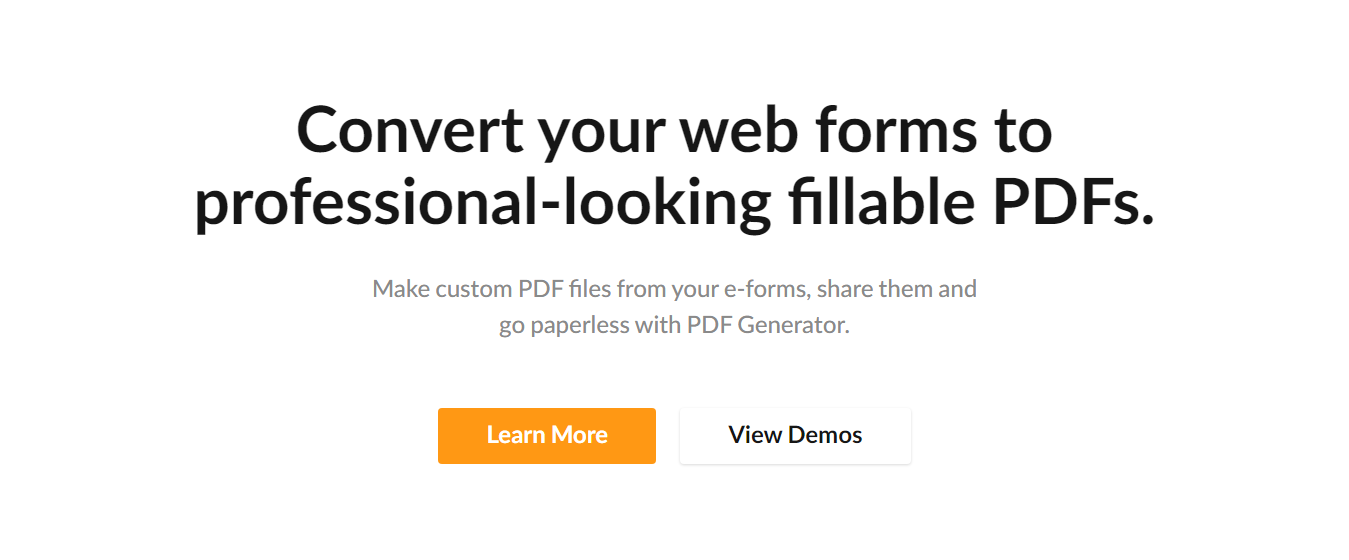 Convert your web forms to
professional-looking fillable PDFs.
Make custom PDF files from your e-forms, share them and
go paperless with PDF Generator.
Learn More
View Demos